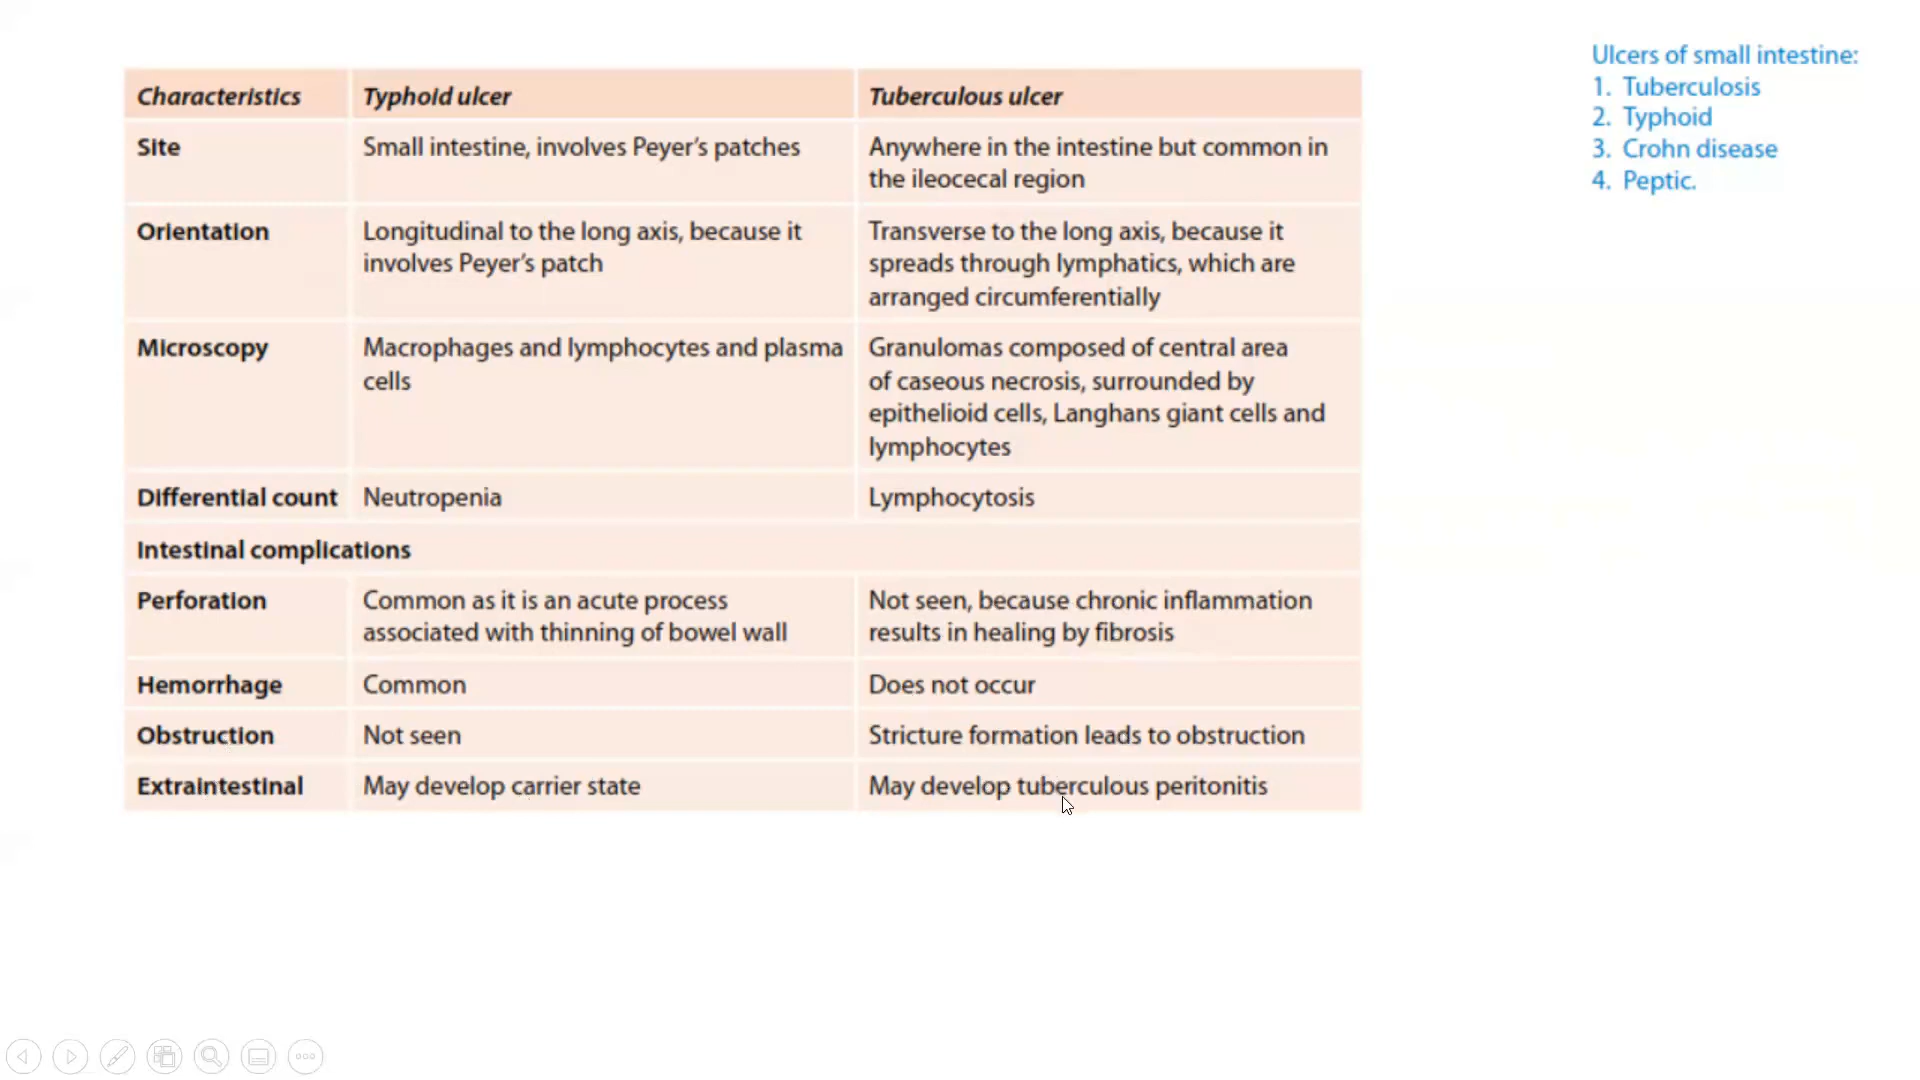 Ulcers of small intestine:
1. Tuberculosis
2. Typhoid
3. Crohn disease
4. Peptic.
Characteristics Typhoid ulcer Tuberculous ulcer
Site Small intestine, involves Peyer's patches Anywhere in the intestine but common in
the ileocecal region
Orientation Longitudinal to the long axis, because it Transverse to the long axis, because it
involves Peyer's patch spreads through lymphatics, which are
arranged circumferentially
Microscopy Macrophages and lymphocytes and plasma Granulomas composed of central area
cells of caseous necrosis, surrounded by
epithelioid cells, Langhans giant cells and
lymphocytes
Differential count Neutropenia Lymphocytosis
Intestinal complications
Perforation Common as it is an acute process Not seen, because chronic inflammation
associated with thinning of bowel wall results in healing by fibrosis
Hemorrhage Common Does not occur
Obstruction Not seen Stricture formation leads to obstruction
Extraintestinal May develop carrier state May develop tuberculous peritonitis